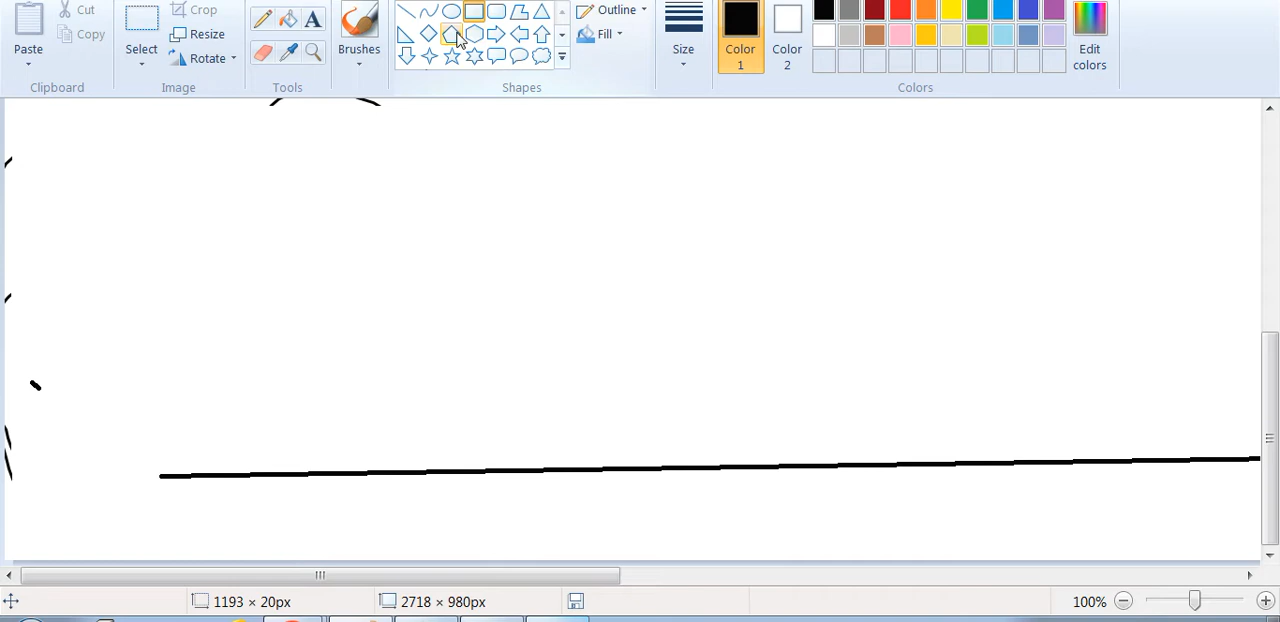 Paste
Cut
Copy
Clipboard
Select
Crop
Resize
Rotate
Image
A
Tools
Brushes
Shapes
Outline
Fill
Size
Color 1
Color 2
Edit colors
Colors
1193 × 20px
2718 × 980px
100%